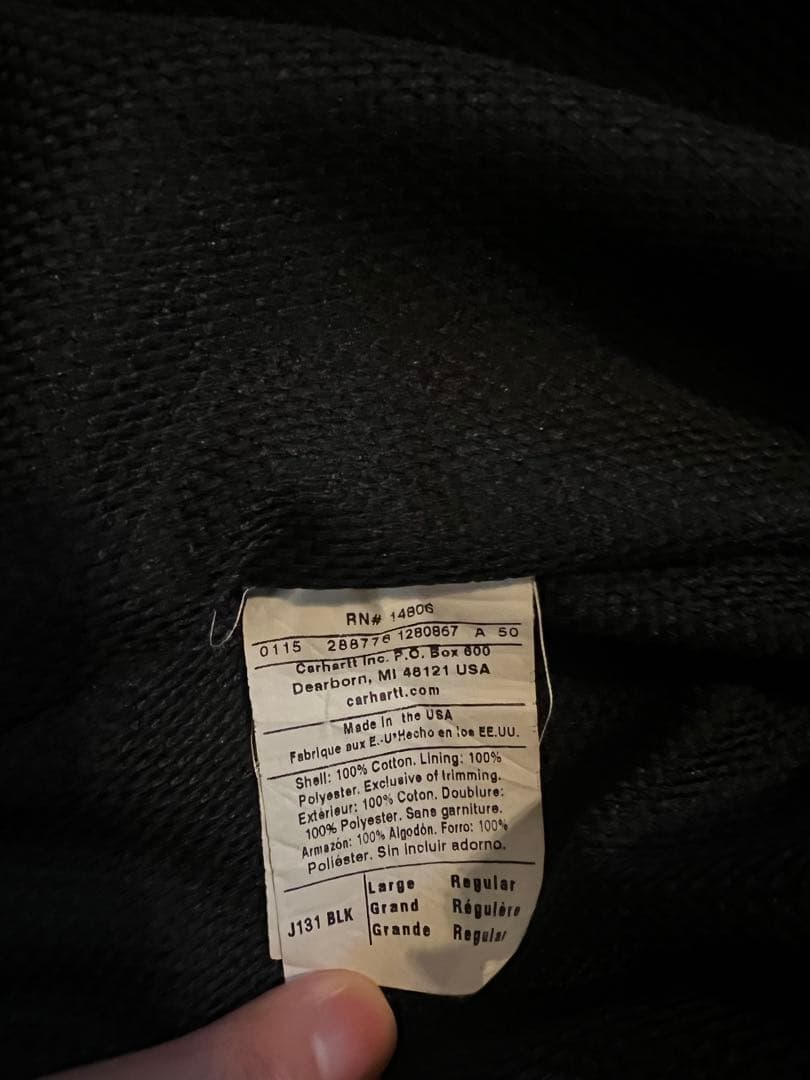 RN# 14806
0115 288776 1280867 A 50
Carhartt Inc. P.O. Box 600
Dearborn, MI 48121 USA
carhartt.com
Made In the USA
Fabrique aux E.-U*Hecho en los EE.UU.
Shell: 100% Cotton. Lining: 100%
Polyester. Exclusive of trimming.
Extérieur: 100% Coton. Doublure:
100% Polyester. Sans garniture.
Armazón: 100% Algodón. Forro: 100%
Poliéster. Sin incluir adorno.
J131 BLK
Large Regular
Grand Régulière
Grande Regular